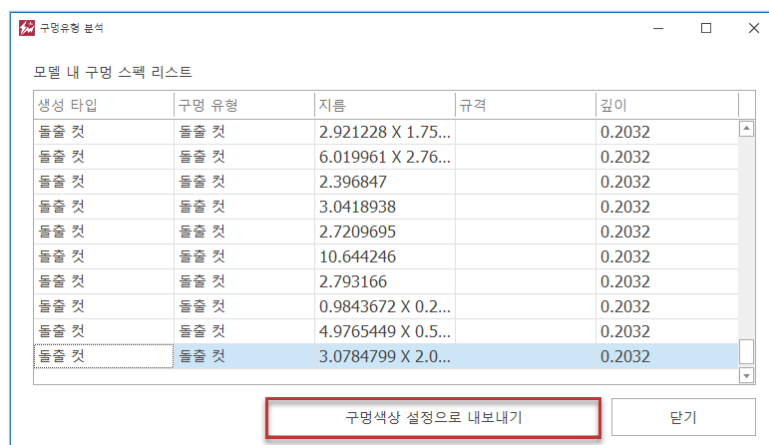 구멍유형 분석
모델 내 구멍 스펙 리스트
생성 타입 구멍 유형 지름 규격 깊이
돌출 컷 돌출 컷 2.921228 X 1.75... 0.2032
돌출 컷 돌출 컷 6.019961 X 2.76... 0.2032
돌출 컷 돌출 컷 2.396847 0.2032
돌출 컷 돌출 컷 3.0418938 0.2032
돌출 컷 돌출 컷 2.7209695 0.2032
돌출 컷 돌출 컷 10.644246 0.2032
돌출 컷 돌출 컷 2.793166 0.2032
돌출 컷 돌출 컷 0.9843672 X 0.2... 0.2032
돌출 컷 돌출 컷 4.9765449 X 0.5... 0.2032
돌출 컷 돌출 컷 3.0784799 X 2.0... 0.2032
구멍색상 설정으로 내보내기 닫기